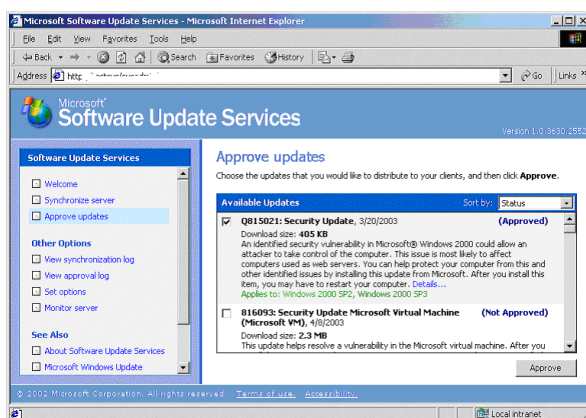 Microsoft Software Update Services - Microsoft Internet Explorer
File Edit View Favorites Tools Help
Back Search Favorites History
Address http Go Links »
Microsoft®
Software Update Services
Version 1.0.3630.2552
Software Update Services
Welcome
Synchronize server
Approve updates
Other Options
View synchronization log
View approval log
Set options
Monitor server
See Also
About Software Update Services
Microsoft Windows Update
Approve updates
Choose the updates that you would like to distribute to your clients, and then click Approve.
Available Updates Sort by: Status
Q815021: Security Update, 3/20/2003 (Approved)
Download size: 405 KB
An identified security vulnerability in Microsoft® Windows 2000 could allow an
attacker to take control of the computer. This issue is most likely to affect
computers used as web servers. You can help protect your computer from this and
other identified issues by installing this update from Microsoft. After you install this
item, you may have to restart your computer. Details...
Applies to: Windows 2000 SP2, Windows 2000 SP3
816093: Security Update Microsoft Virtual Machine (Not Approved)
(Microsoft VM), 4/8/2003
Download size: 2.3 MB
This update helps resolve a vulnerability in the Microsoft virtual machine. After you
Approve
© 2002 Microsoft Corporation. All rights reserved. Terms of use. Accessibility.
Local intranet